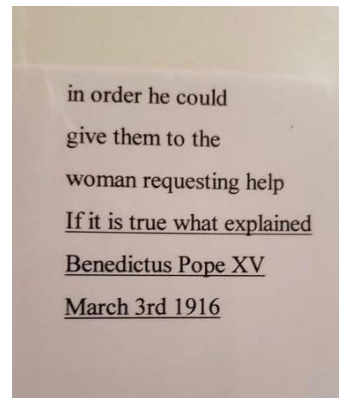 in order he could
give them to the
woman requesting help
If it is true what explained
Benedictus Pope XV
March 3rd 1916